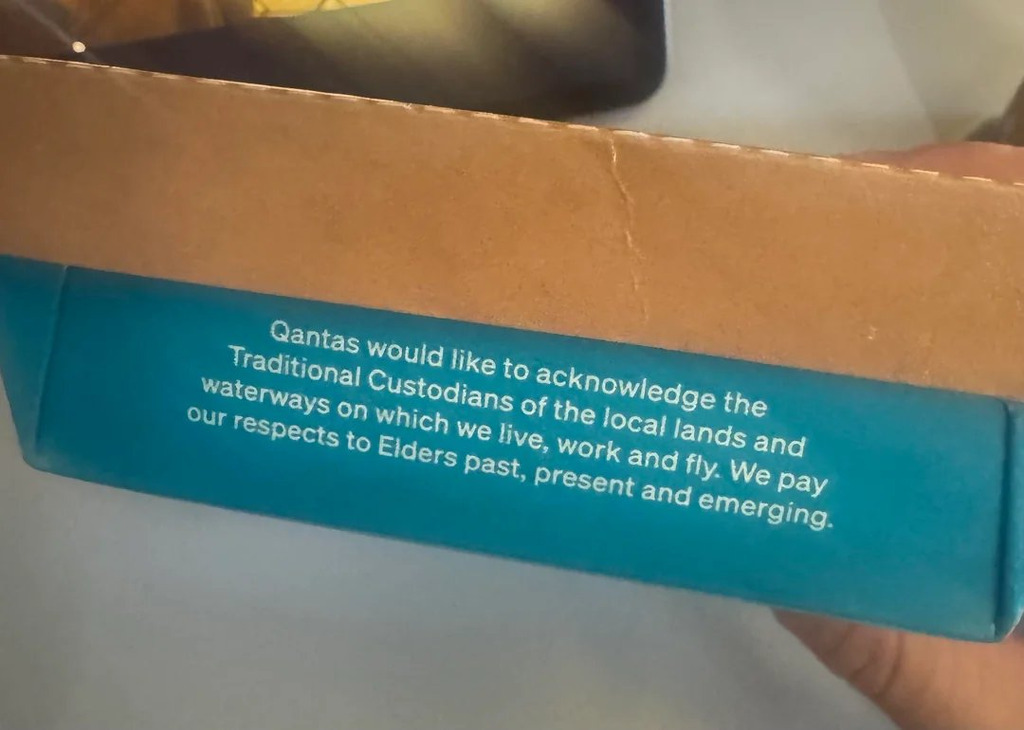 Qantas would like to acknowledge the
Traditional Custodians of the local lands and
waterways on which we live, work and fly. We pay
our respects to Elders past, present and emerging.